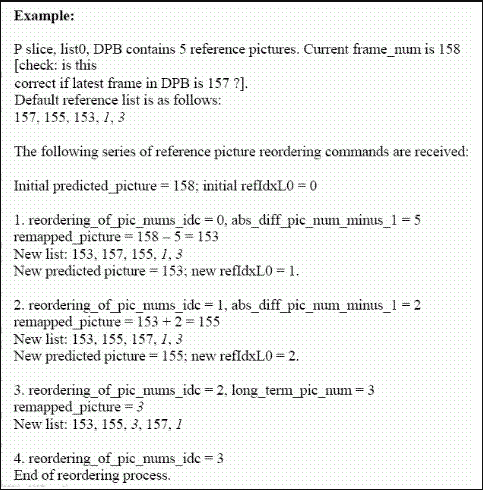 Example:
P slice, list0, DPB contains 5 reference pictures. Current frame_num is 158
[check: is this
correct if latest frame in DPB is 157 ?].
Default reference list is as follows:
157, 155, 153, 1, 3
The following series of reference picture reordering commands are received:
Initial predicted_picture = 158; initial refIdxL0 = 0
1. reordering_of_pic_nums_idc = 0, abs_diff_pic_num_minus_1 = 5
remapped_picture = 158 – 5 = 153
New list: 153, 157, 155, 1, 3
New predicted picture = 153; new refIdxL0 = 1.
2. reordering_of_pic_nums_idc = 1, abs_diff_pic_num_minus_1 = 2
remapped_picture = 153 + 2 = 155
New list: 153, 155, 157, 1, 3
New predicted picture = 155; new refIdxL0 = 2.
3. reordering_of_pic_nums_idc = 2, long_term_pic_num = 3
remapped_picture = 3
New list: 153, 155, 3, 157, 1
4. reordering_of_pic_nums_idc = 3
End of reordering process.